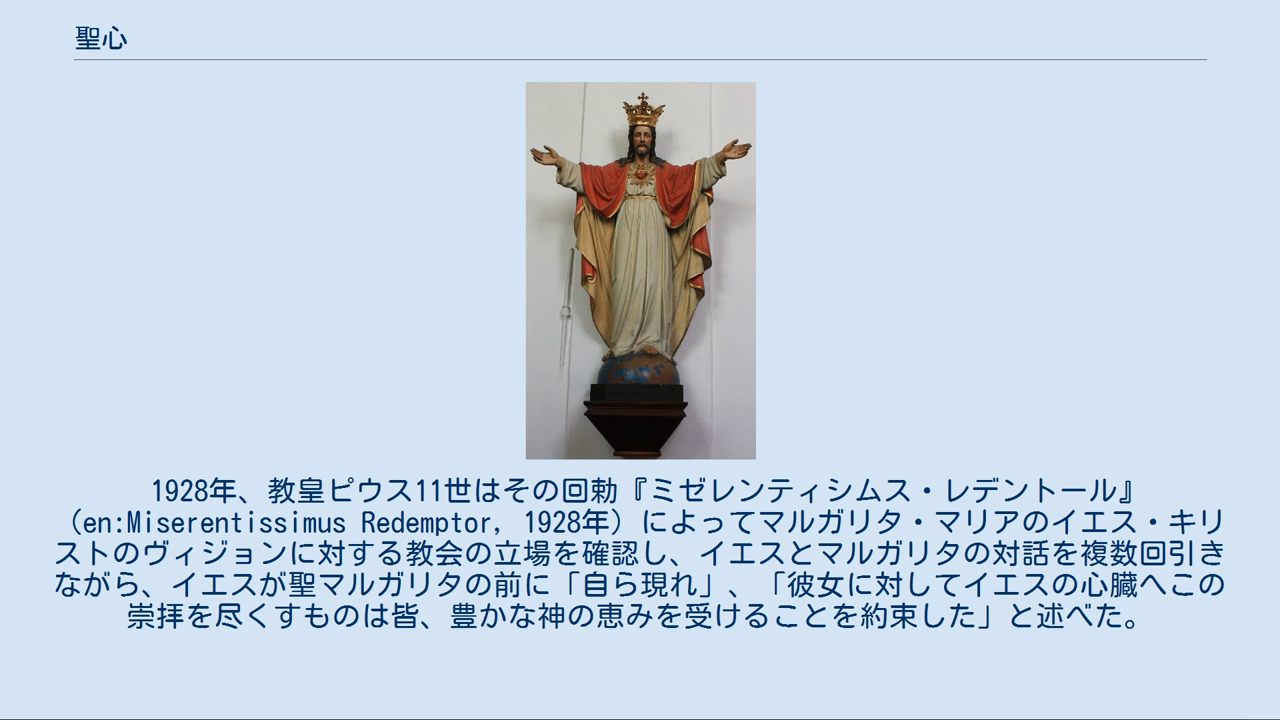 聖心
1928年、教皇ピウス11世はその回勅『ミゼレンティシムス・レデントール』
（en:Miserentissimus Redemptor, 1928年）によってマルガリタ・マリアのイエス・キリ
ストのヴィジョンに対する教会の立場を確認し、イエスとマルガリタの対話を複数回引き
ながら、イエスが聖マルガリタの前に「自ら現れ」、「彼女に対してイエスの心臓へこの
崇拝を尽くすものは皆、豊かな神の恵みを受けることを約束した」と述べた。